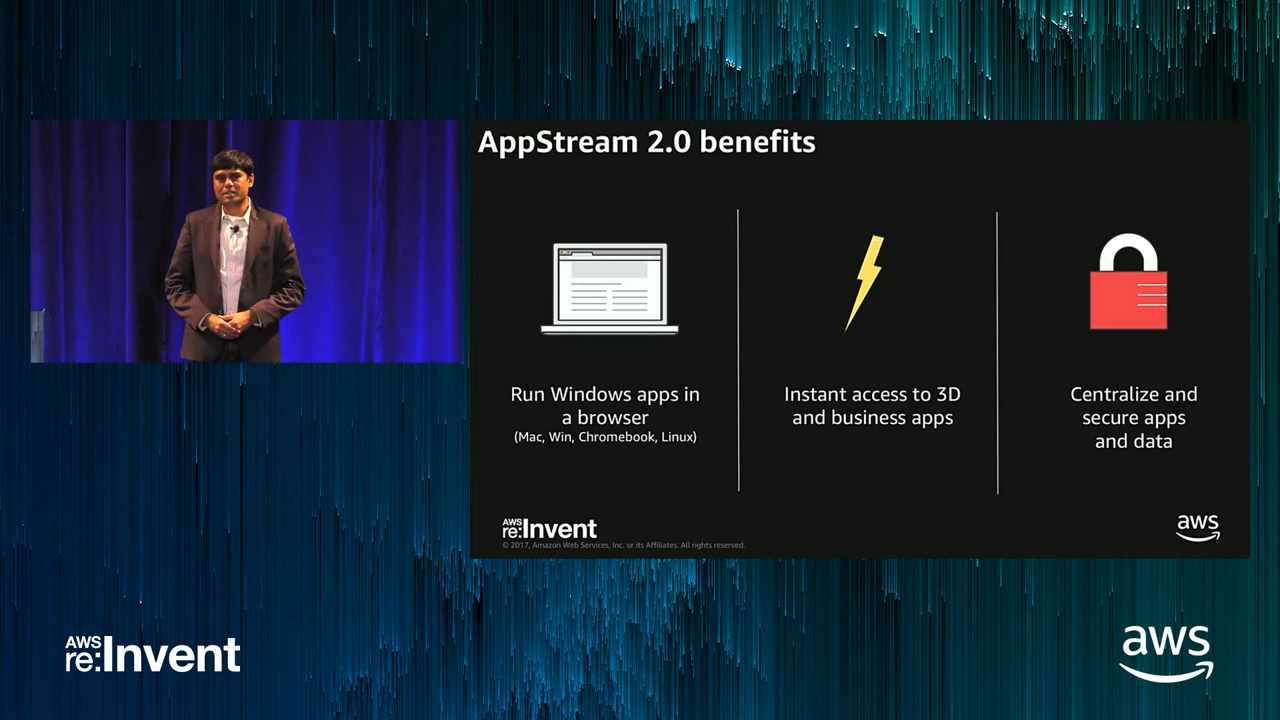 AppStream 2.0 benefits
Run Windows apps in
a browser
(Mac, Win, Chromebook, Linux)
Instant access to 3D
and business apps
Centralize and
secure apps
and data
AWS
re:Invent
© 2017, Amazon Web Services, Inc. or its Affiliates. All rights reserved.
aws
AWS
re:Invent
aws